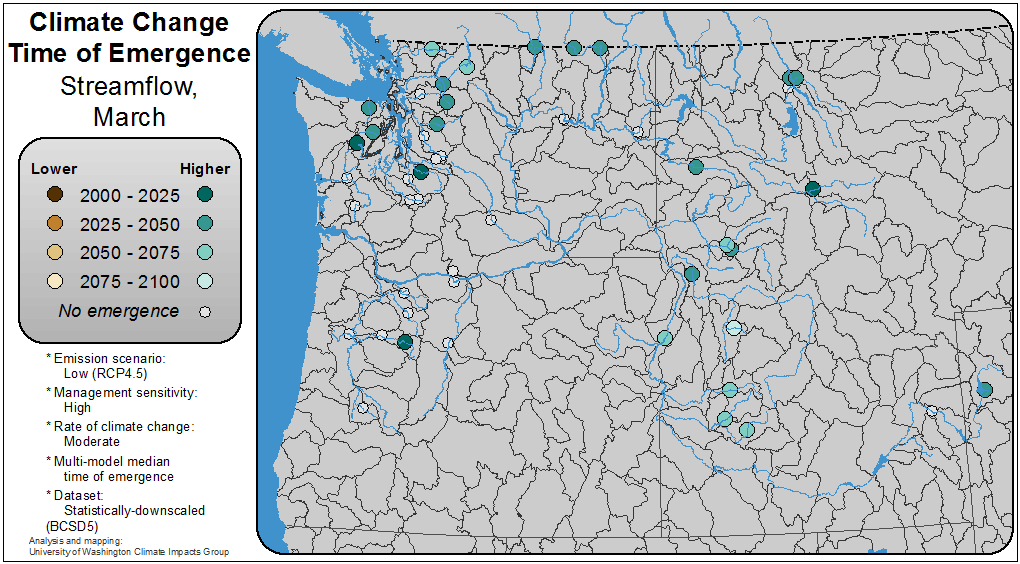 Climate Change
Time of Emergence
Streamflow,
March
Lower Higher
2000 - 2025
2025 - 2050
2050 - 2075
2075 - 2100
No emergence
* Emission scenario:
Low (RCP4.5)
* Management sensitivity:
High
* Rate of climate change:
Moderate
* Multi-model median
time of emergence
* Dataset:
Statistically-downscaled
(BCSD5)
Analysis and mapping:
University of Washington Climate Impacts Group